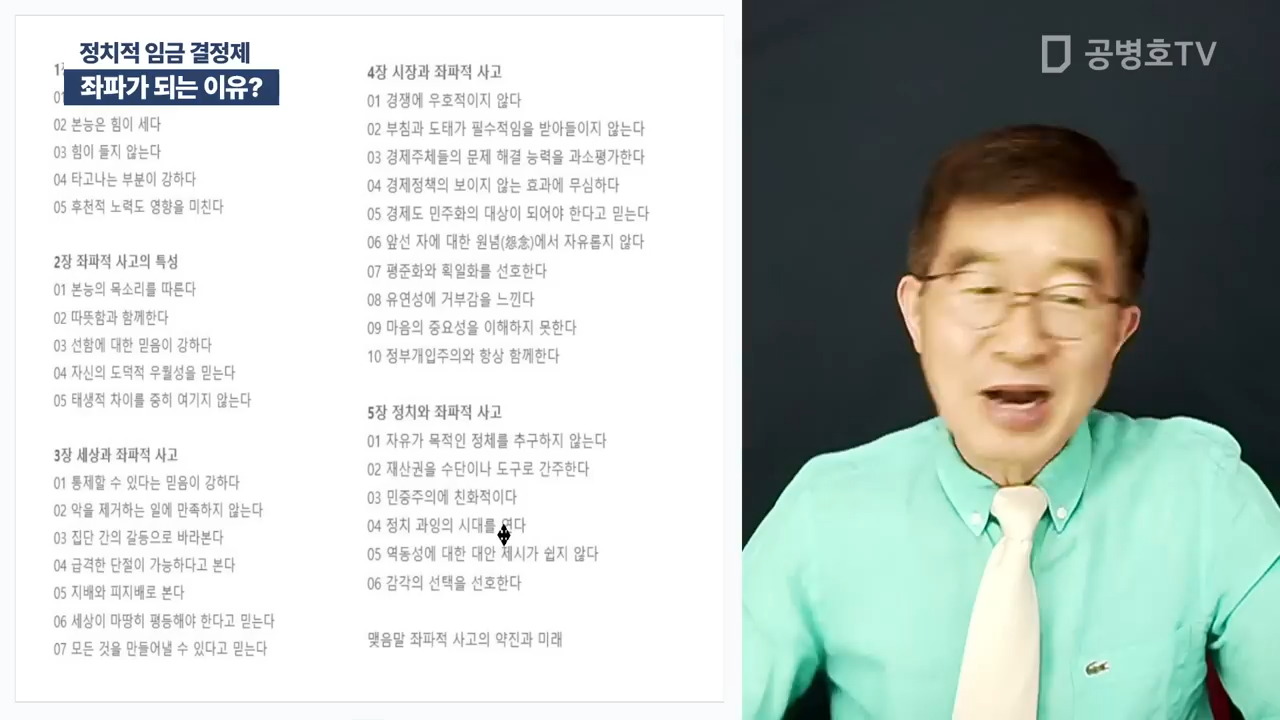 정치적 임금 결정제
좌파가 되는 이유?
공병호TV
02 본능은 힘이 세다
03 힘이 들지 않는다
04 타고나는 부분이 강하다
05 후천적 노력도 영향을 미친다
2장 좌파적 사고의 특성
01 본능의 목소리를 따른다
02 따뜻함과 함께한다
03 선함에 대한 믿음이 강하다
04 자신의 도덕적 우월성을 믿는다
05 태생적 차이를 중히 여기지 않는다
3장 세상과 좌파적 사고
01 통제할 수 있다는 믿음이 강하다
02 악을 제거하는 일에 만족하지 않는다
03 집단 간의 갈등으로 바라본다
04 급격한 단절이 가능하다고 본다
05 지배와 피지배로 본다
06 세상이 마땅히 평등해야 한다고 믿는다
07 모든 것을 만들어낼 수 있다고 믿는다
4장 시장과 좌파적 사고
01 경쟁에 우호적이지 않다
02 부침과 도태가 필수적임을 받아들이지 않는다
03 경제주체들의 문제 해결 능력을 과소평가한다
04 경제정책의 보이지 않는 효과에 무심하다
05 경제도 민주화의 대상이 되어야 한다고 믿는다
06 앞선 자에 대한 원념(怨念)에서 자유롭지 않다
07 평준화와 획일화를 선호한다
08 유연성에 거부감을 느낀다
09 마음의 중요성을 이해하지 못한다
10 정부개입주의와 항상 함께한다
5장 정치와 좌파적 사고
01 자유가 목적인 정체를 추구하지 않는다
02 재산권을 수단이나 도구로 간주한다
03 민중주의에 친화적이다
04 정치 과잉의 시대를 연다
05 역동성에 대한 대안 제시가 쉽지 않다
06 감각의 선택을 선호한다
맺음말 좌파적 사고의 약진과 미래